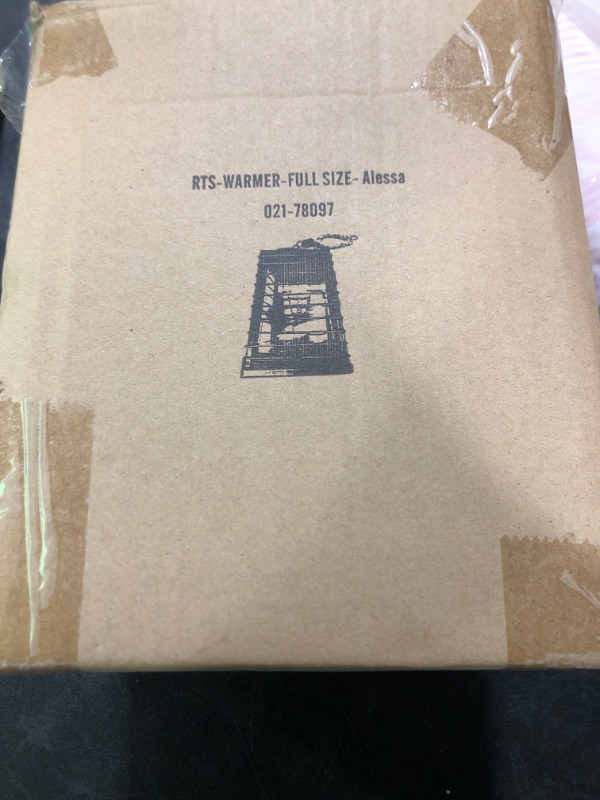 RTS-WARMER-FULL SIZE- Alessa
021-78097